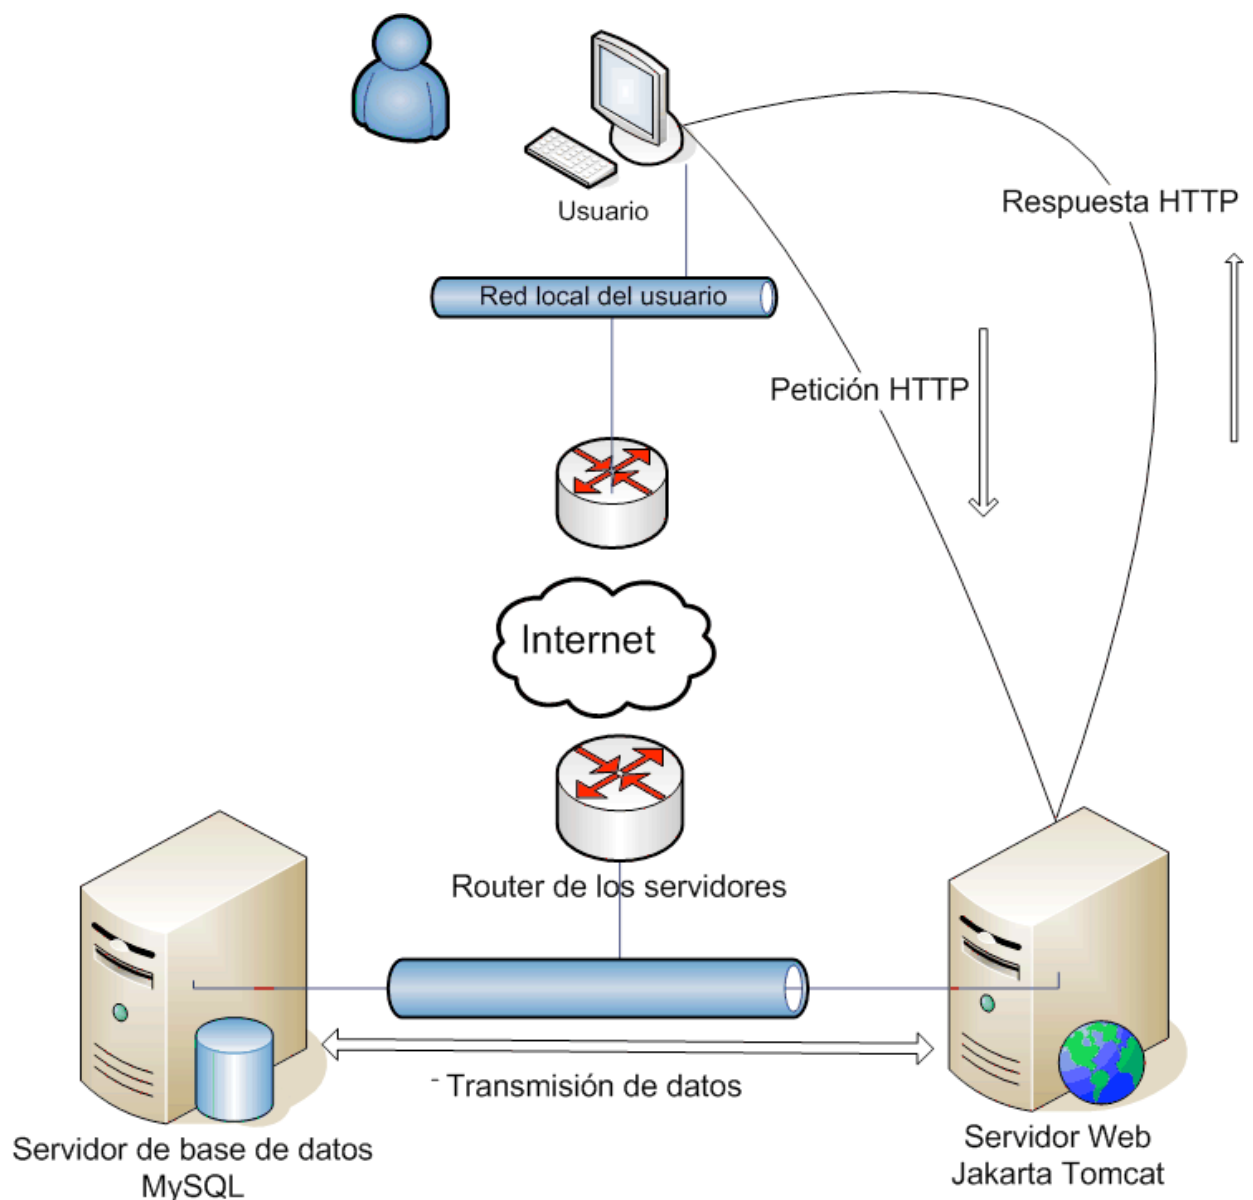 Usuario
Respuesta HTTP
Red local del usuario
Petición HTTP
Internet
Router de los servidores
- Transmisión de datos
Servidor de base de datos
MySQL
Servidor Web
Jakarta Tomcat